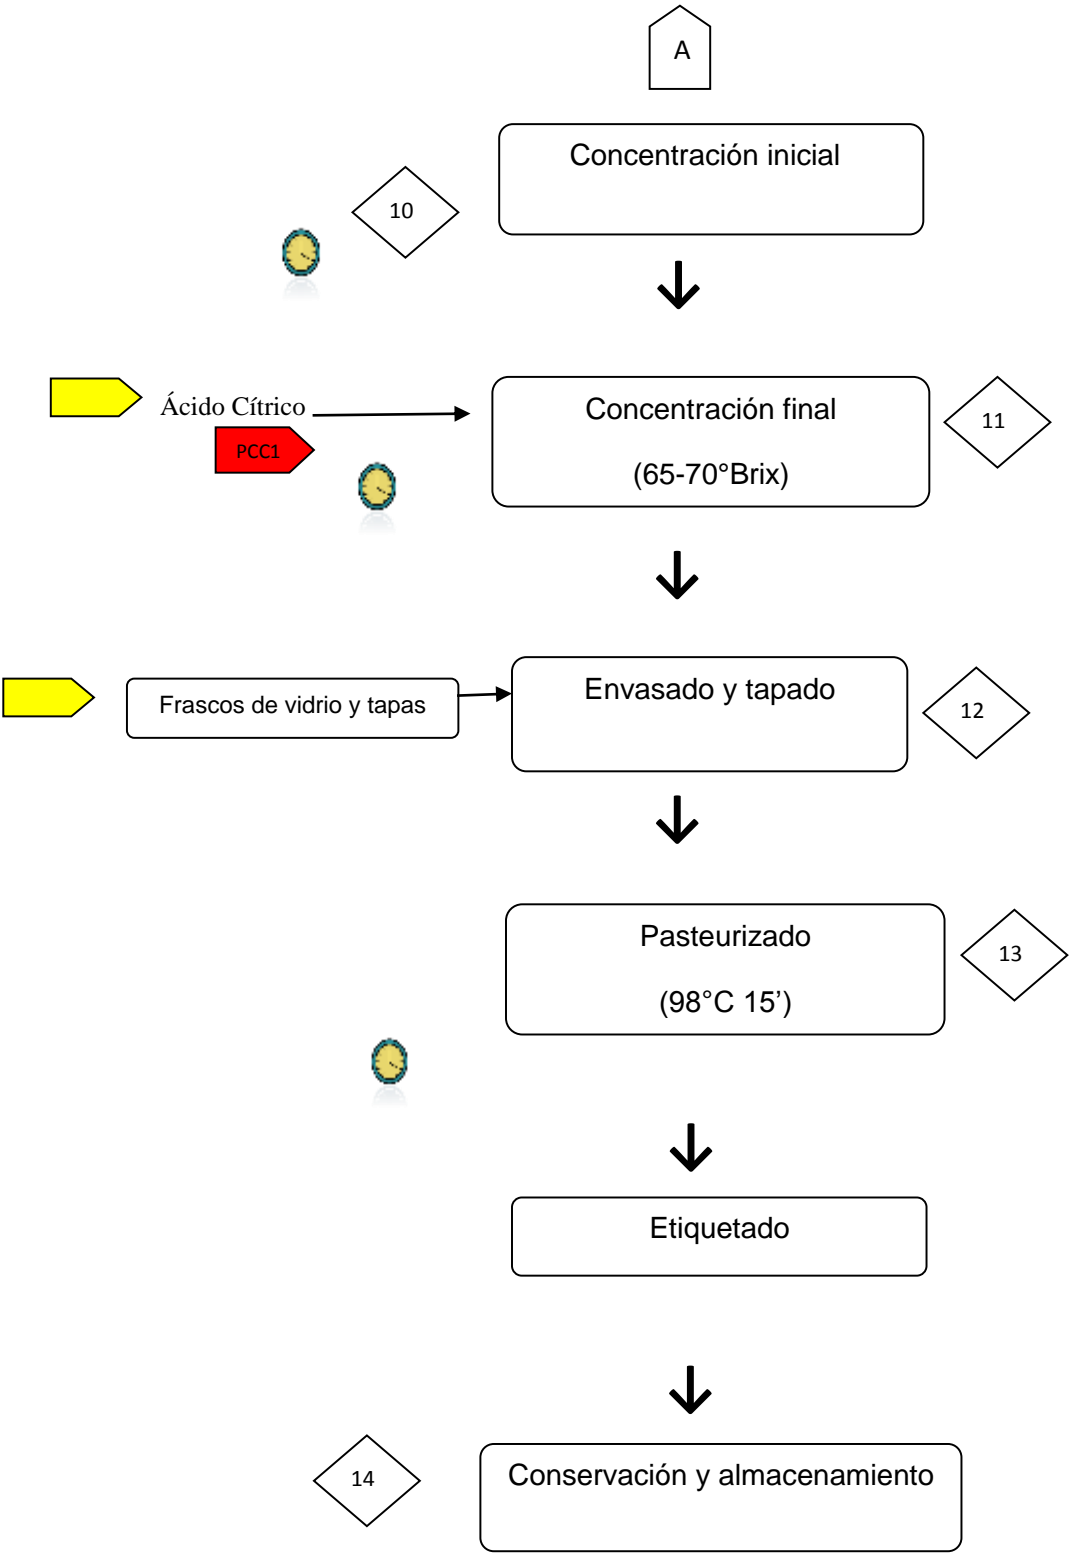 A
Concentración inicial
10
Ácido Cítrico
PCC1
Concentración final
(65-70°Brix)
11
Frascos de vidrio y tapas
Envasado y tapado
12
Pasteurizado
(98°C 15’)
13
Etiquetado
14
Conservación y almacenamiento